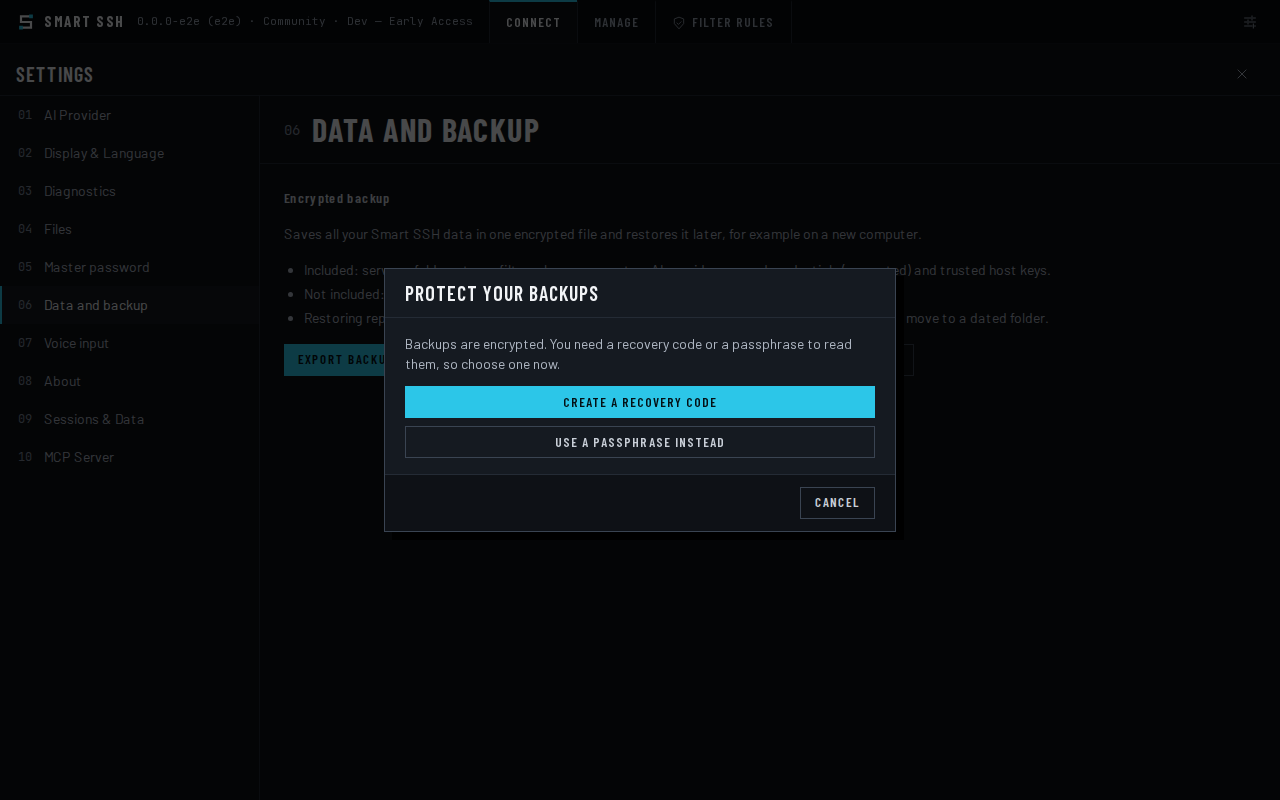 SMART SSH 0.0.0-e2e (e2e) · Community · Dev — Early Access CONNECT MANAGE FILTER RULES
SETTINGS
01 AI Provider
02 Display & Language
03 Diagnostics
04 Files
05 Master password
06 Data and backup
07 Voice input
08 About
09 Sessions & Data
10 MCP Server
06 DATA AND BACKUP
Encrypted backup
Saves all your Smart SSH data in one encrypted file and restores it later, for example on a new computer.
Included: and trusted host keys.
Not included:
Restoring move to a dated folder.
EXPORT
PROTECT YOUR BACKUPS
Backups are encrypted. You need a recovery code or a passphrase to read
them, so choose one now.
CREATE A RECOVERY CODE
USE A PASSPHRASE INSTEAD
CANCEL